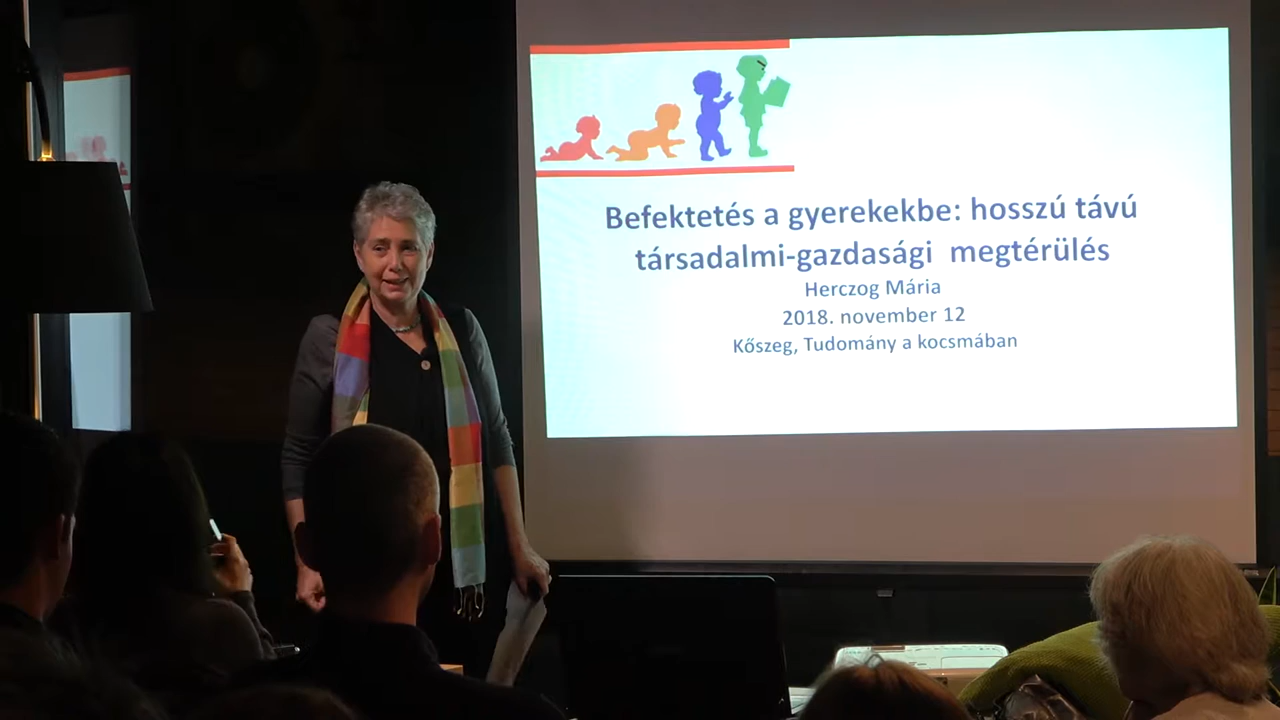 Befektetés a gyerekekbe: hosszú távú
társadalmi-gazdasági megtérülés
Herczog Mária
2018. november 12
Kőszeg, Tudomány a kocsmában